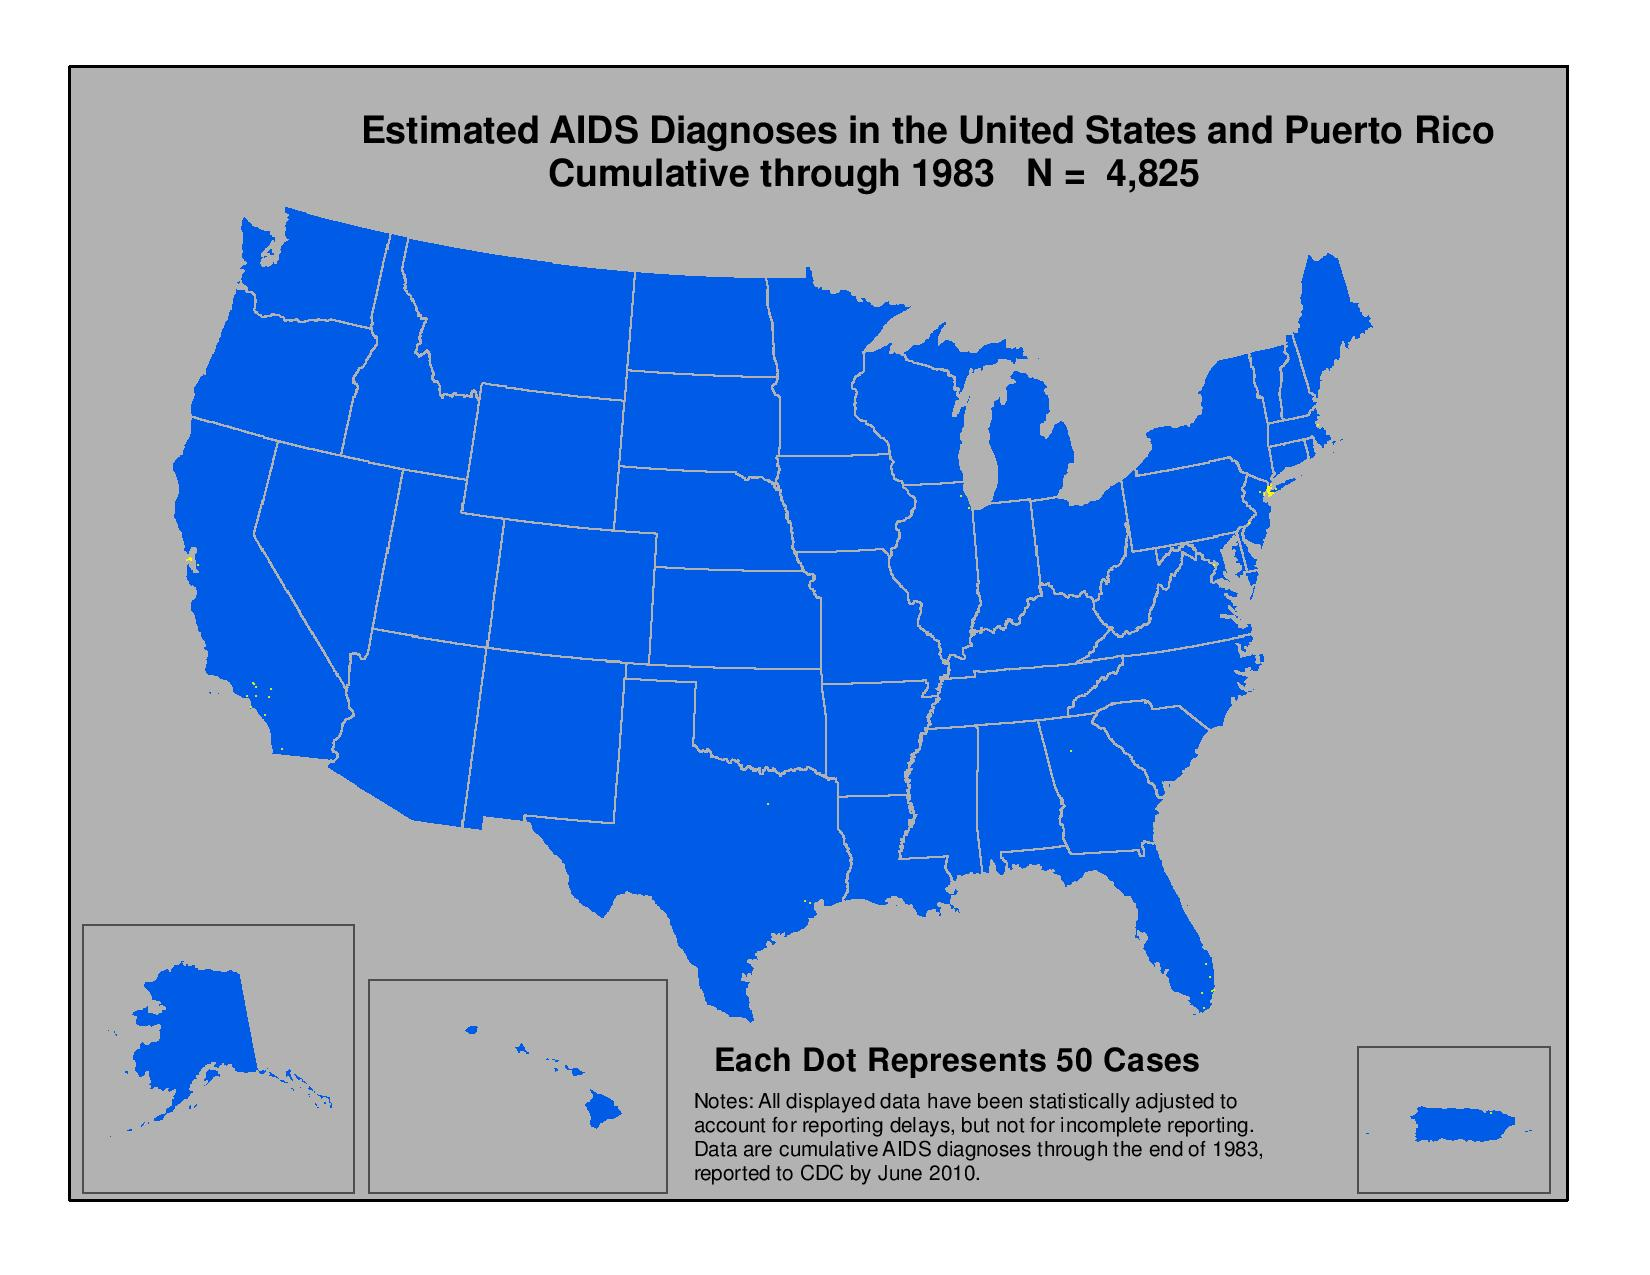 Estimated AIDS Diagnoses in the United States and Puerto Rico
Cumulative through 1983 N = 4,825
Each Dot Represents 50 Cases
Notes: All displayed data have been statistically adjusted to
account for reporting delays, but not for incomplete reporting.
Data are cumulative AIDS diagnoses through the end of 1983,
reported to CDC by June 2010.